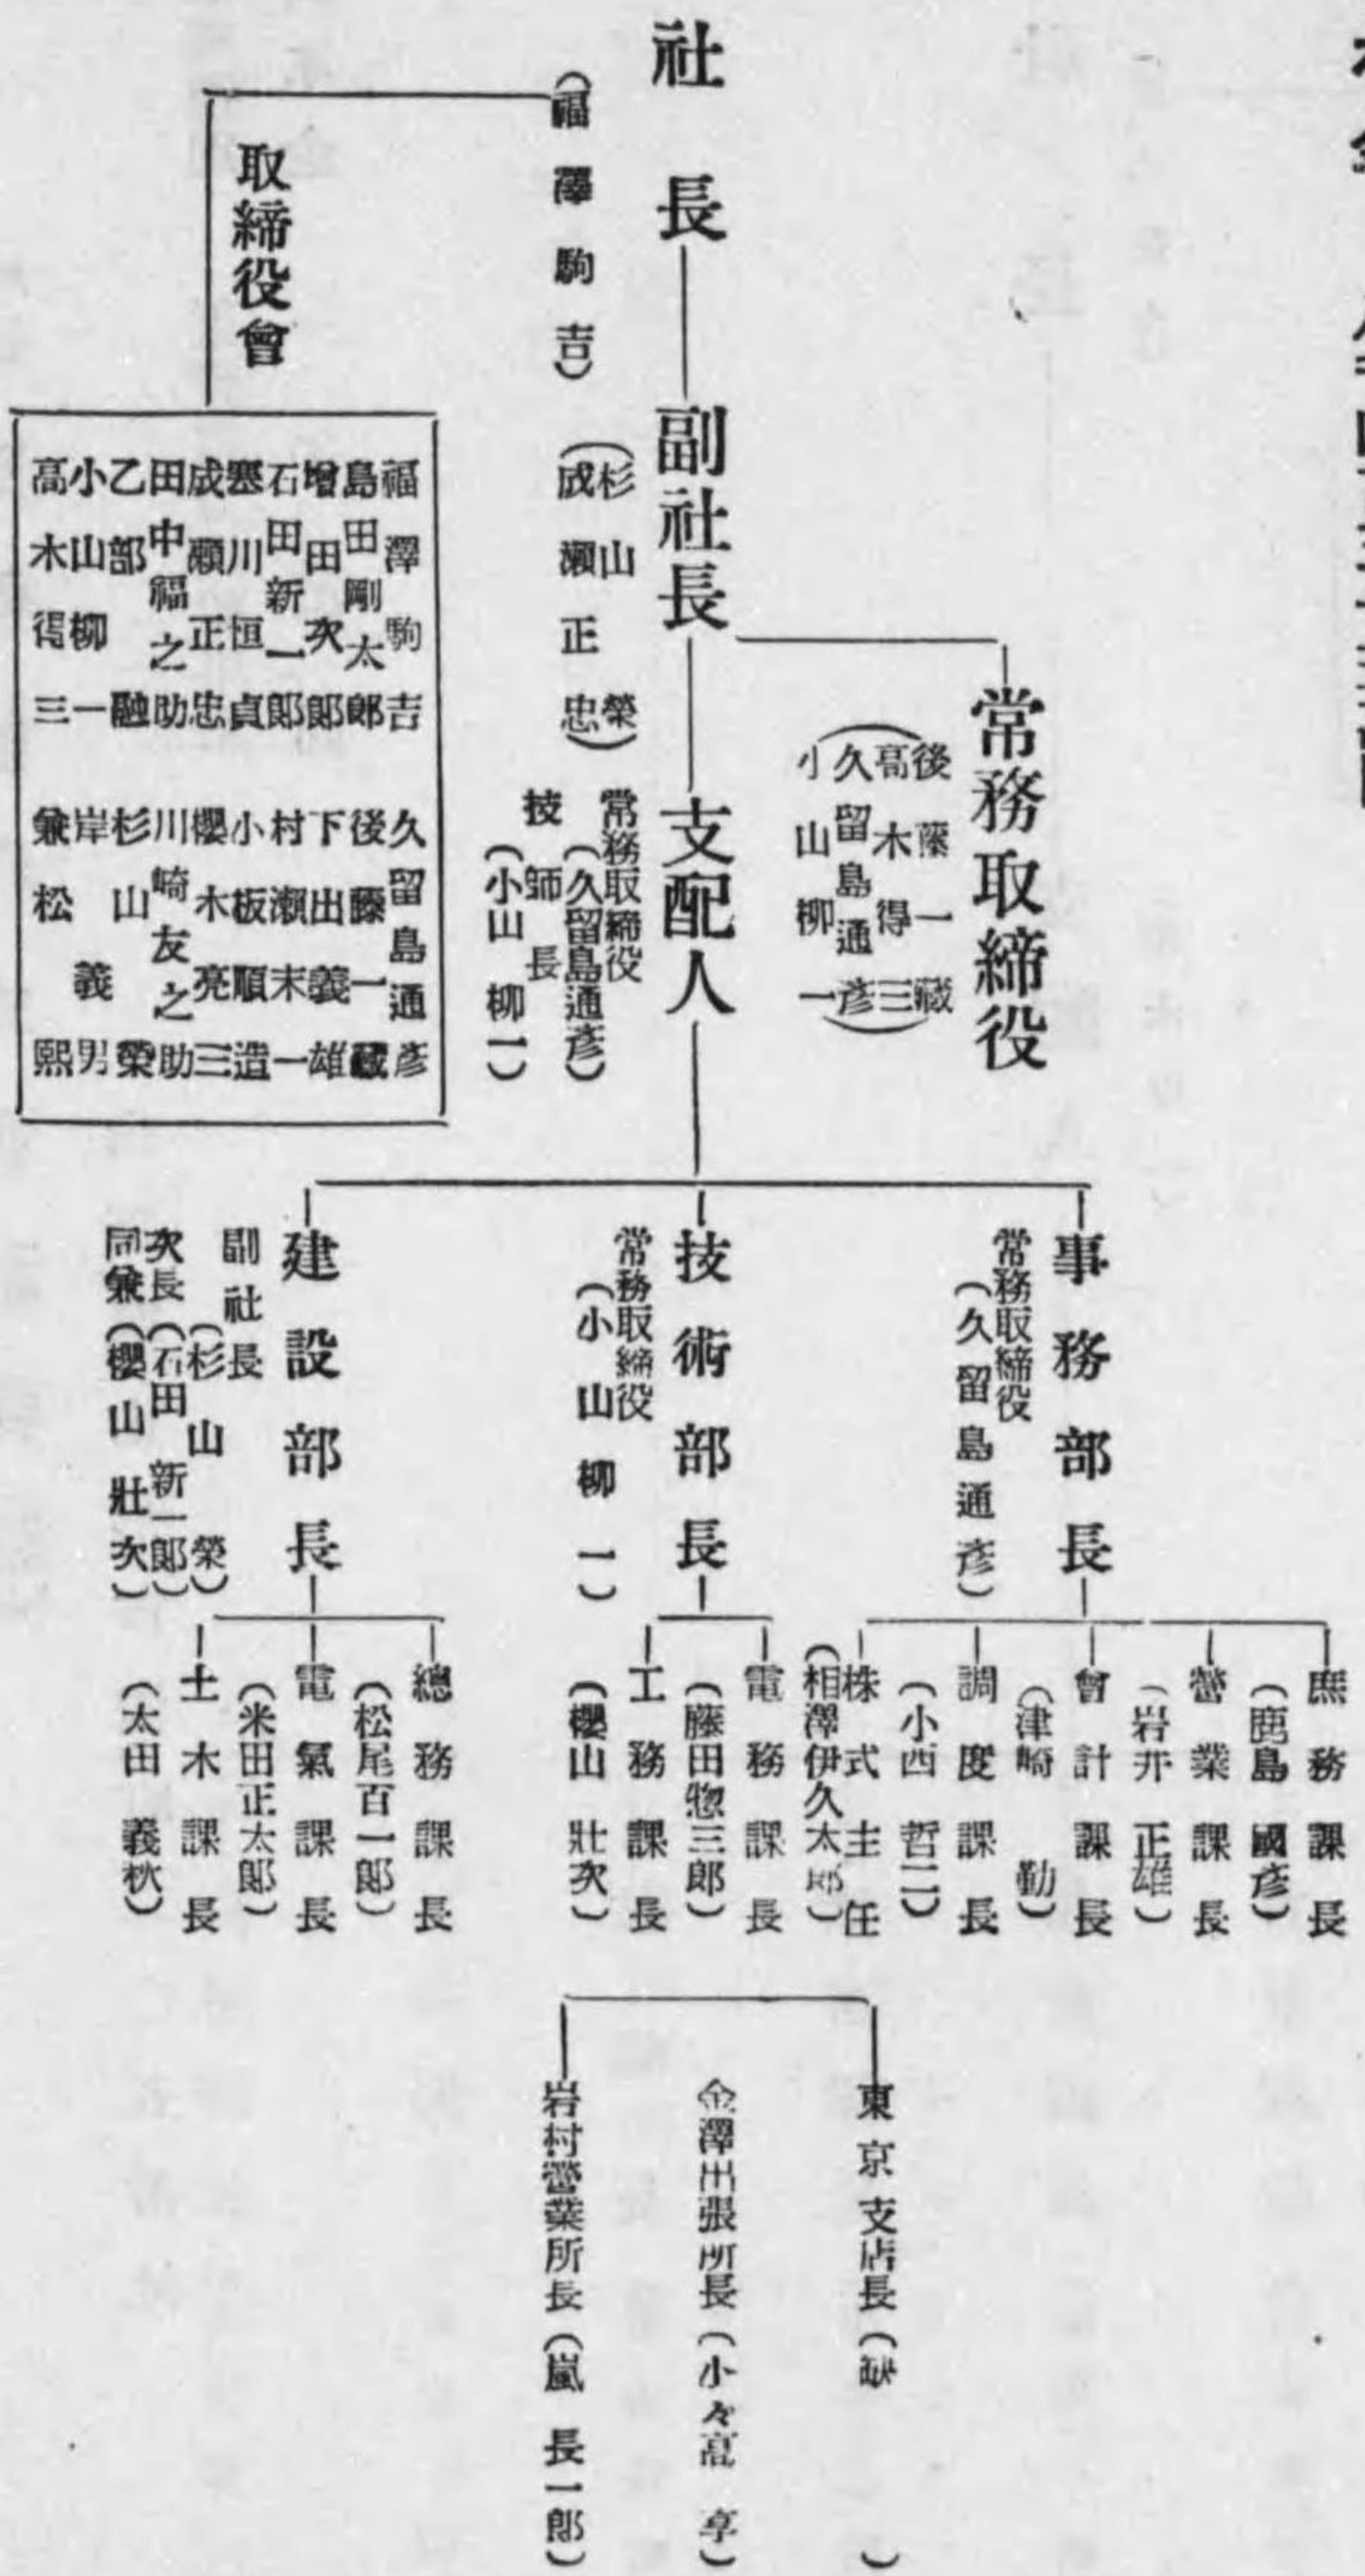 社長
（福澤駒吉）
副社長
（杉山榮
成瀨正忠）
常務取締役
（後藤一藏
高木得三
久留島通彥
小山柳一）
支配人
常務取締役
（久留島通彥）
技師長
（小山柳一）
取締役會
福澤駒吉
島田剛太郎
增田次郎
石田新一郎
寒川恒貞
成瀨正忠
田中福之助
乙部融
小山柳一
高木得三
久留島通彥
後藤一藏
下出義雄
村瀨末一
小板順造
櫻木亮三
川崎友之助
杉山榮
岸義男
兼松熙
事務部長
常務取締役
（久留島通彥）
技術部長
常務取締役
（小山柳一）
建設部長
副社長
（杉山榮）
次長（石田新一郎）
同兼（櫻山壯次）
庶務課長
（鹿島國彥）
營業課長
（岩井正雄）
會計課長
（津崎勤）
調度課長
（小西哲二）
株式主任
（相澤伊久太郎）
電務課長
（藤田惣三郎）
工務課長
（櫻山壯次）
總務課長
（松尾百一郎）
電氣課長
（米田正太郎）
土木課長
（太田義秋）
東京支店長（缺）
金澤出張所長（小々高享）
岩村營業所長（嵐長一郎）